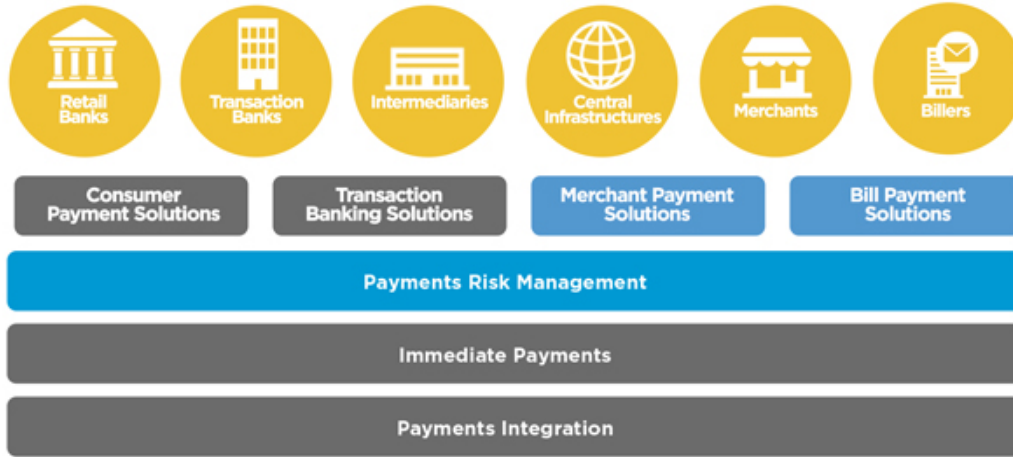 Retail
Banks
Transaction
Banks
Intermediaries
Central
Infrastructures
Merchants
Billers
Consumer
Payment Solutions
Transaction
Banking Solutions
Merchant Payment
Solutions
Bill Payment
Solutions
Payments Risk Management
Immediate Payments
Payments Integration